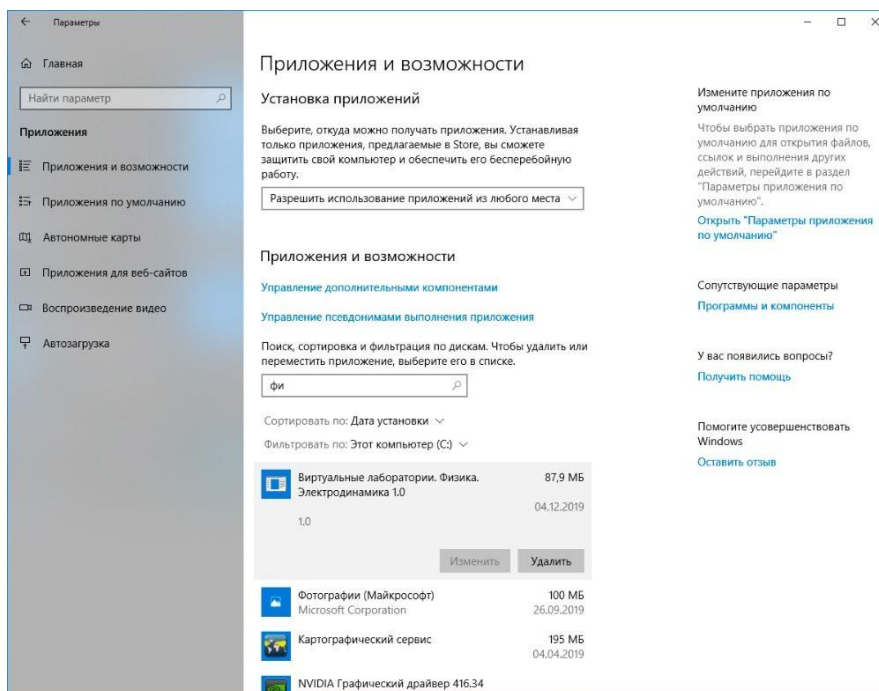 Параметры
Главная
Найти параметр
Приложения
Приложения и возможности
Приложения по умолчанию
Автономные карты
Приложения для веб-сайтов
Воспроизведение видео
Автозагрузка
Приложения и возможности
Установка приложений
Выберите, откуда можно получать приложения. Устанавливая
только приложения, предлагаемые в Store, вы сможете
защитить свой компьютер и обеспечить его бесперебойную
работу.
Разрешить использование приложений из любого места
Приложения и возможности
Управление дополнительными компонентами
Управление псевдонимами выполнения приложения
Поиск, сортировка и фильтрация по дискам. Чтобы удалить или
переместить приложение, выберите его в списке.
фи
Сортировать по: Дата установки
Фильтровать по: Этот компьютер (C:)
Виртуальные лаборатории. Физика. 87,9 МБ
Электродинамика 1.0
04.12.2019
1.0
Изменить Удалить
Фотографии (Майкрософт) 100 МБ
Microsoft Corporation 26.09.2019
Картографический сервис 195 МБ
04.04.2019
NVIDIA Графический драйвер 416.34
Измените приложения по
умолчанию
Чтобы выбрать приложения по
умолчанию для открытия файлов,
ссылок и выполнения других
действий, перейдите в раздел
"Параметры приложения по
умолчанию".
Открыть "Параметры приложения
по умолчанию"
Сопутствующие параметры
Программы и компоненты
У вас появились вопросы?
Получить помощь
Помогите усовершенствовать
Windows
Оставить отзыв